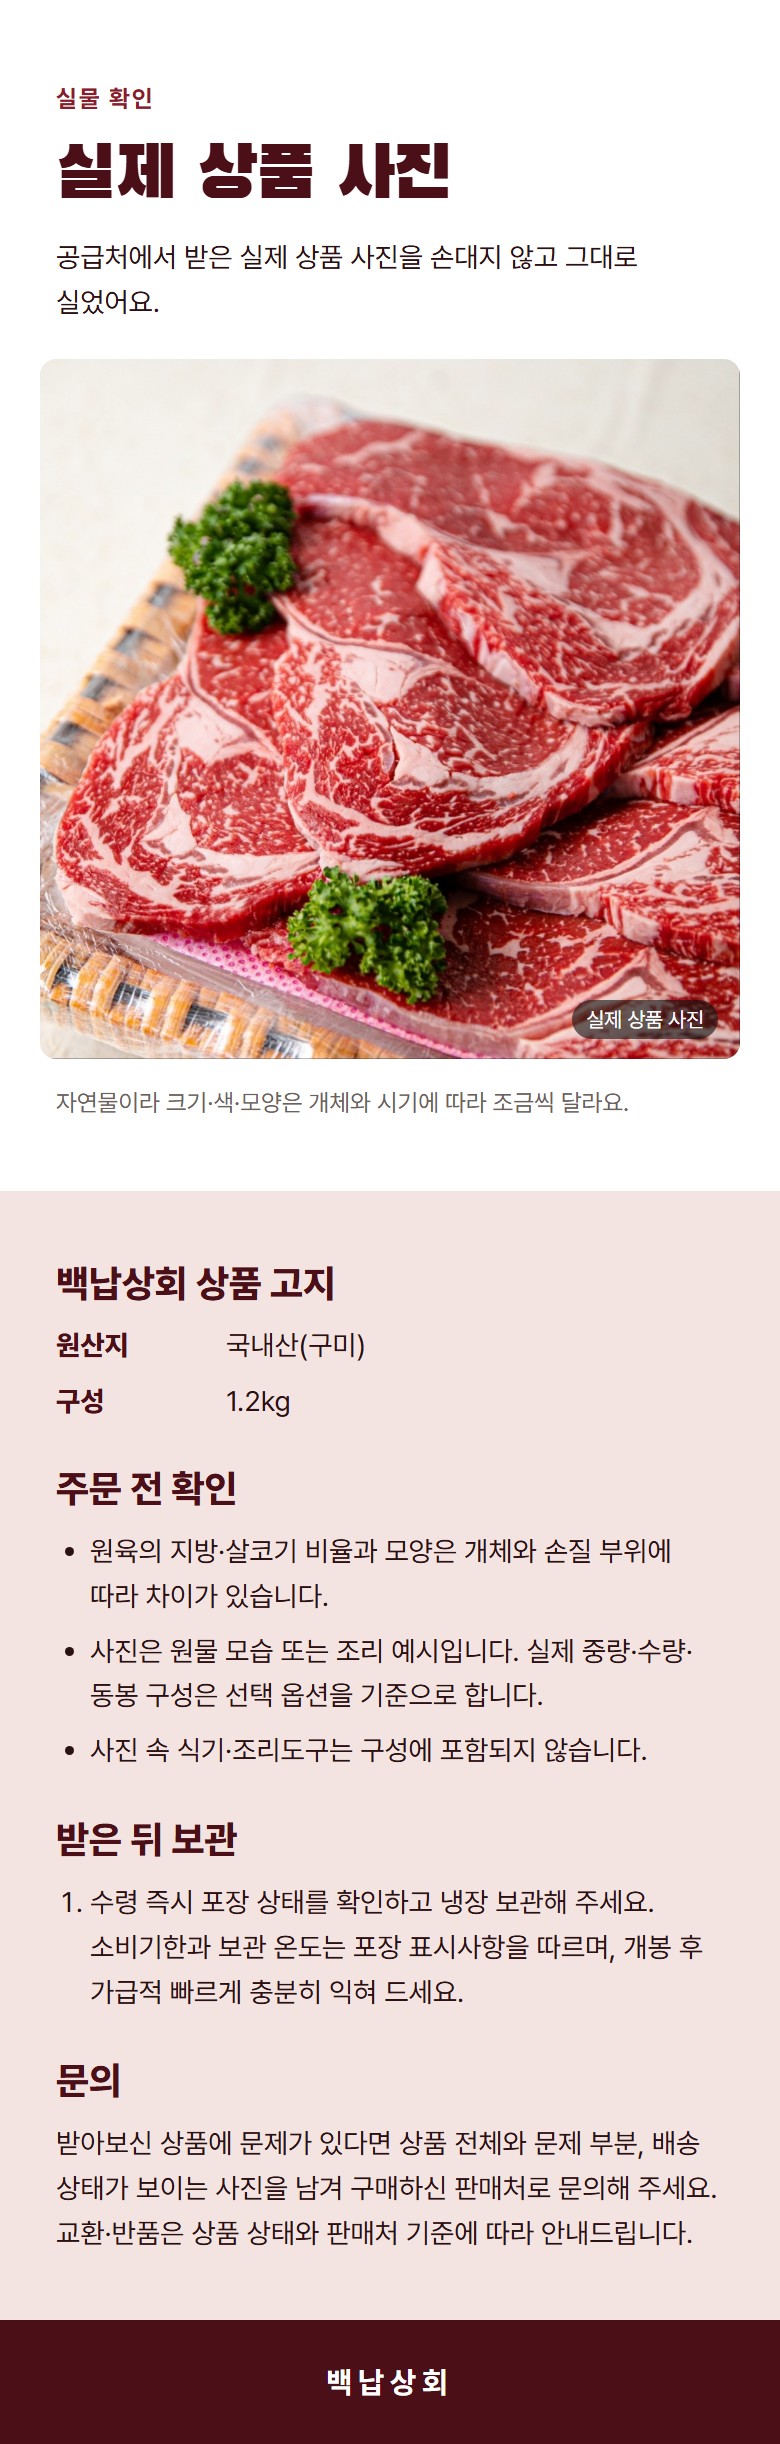 실물 확인
실제 상품 사진
공급처에서 받은 실제 상품 사진을 손대지 않고 그대로
실었어요.
실제 상품 사진
자연물이라 크기·색·모양은 개체와 시기에 따라 조금씩 달라요.
백납상회 상품 고지
원산지 국내산(구미)
구성 1.2kg
주문 전 확인
• 원육의 지방·살코기 비율과 모양은 개체와 손질 부위에
따라 차이가 있습니다.
• 사진은 원물 모습 또는 조리 예시입니다. 실제 중량·수량·
동봉 구성은 선택 옵션을 기준으로 합니다.
• 사진 속 식기·조리도구는 구성에 포함되지 않습니다.
받은 뒤 보관
1. 수령 즉시 포장 상태를 확인하고 냉장 보관해 주세요.
소비기한과 보관 온도는 포장 표시사항을 따르며, 개봉 후
가급적 빠르게 충분히 익혀 드세요.
문의
받아보신 상품에 문제가 있다면 상품 전체와 문제 부분, 배송
상태가 보이는 사진을 남겨 구매하신 판매처로 문의해 주세요.
교환·반품은 상품 상태와 판매처 기준에 따라 안내드립니다.
백납상회